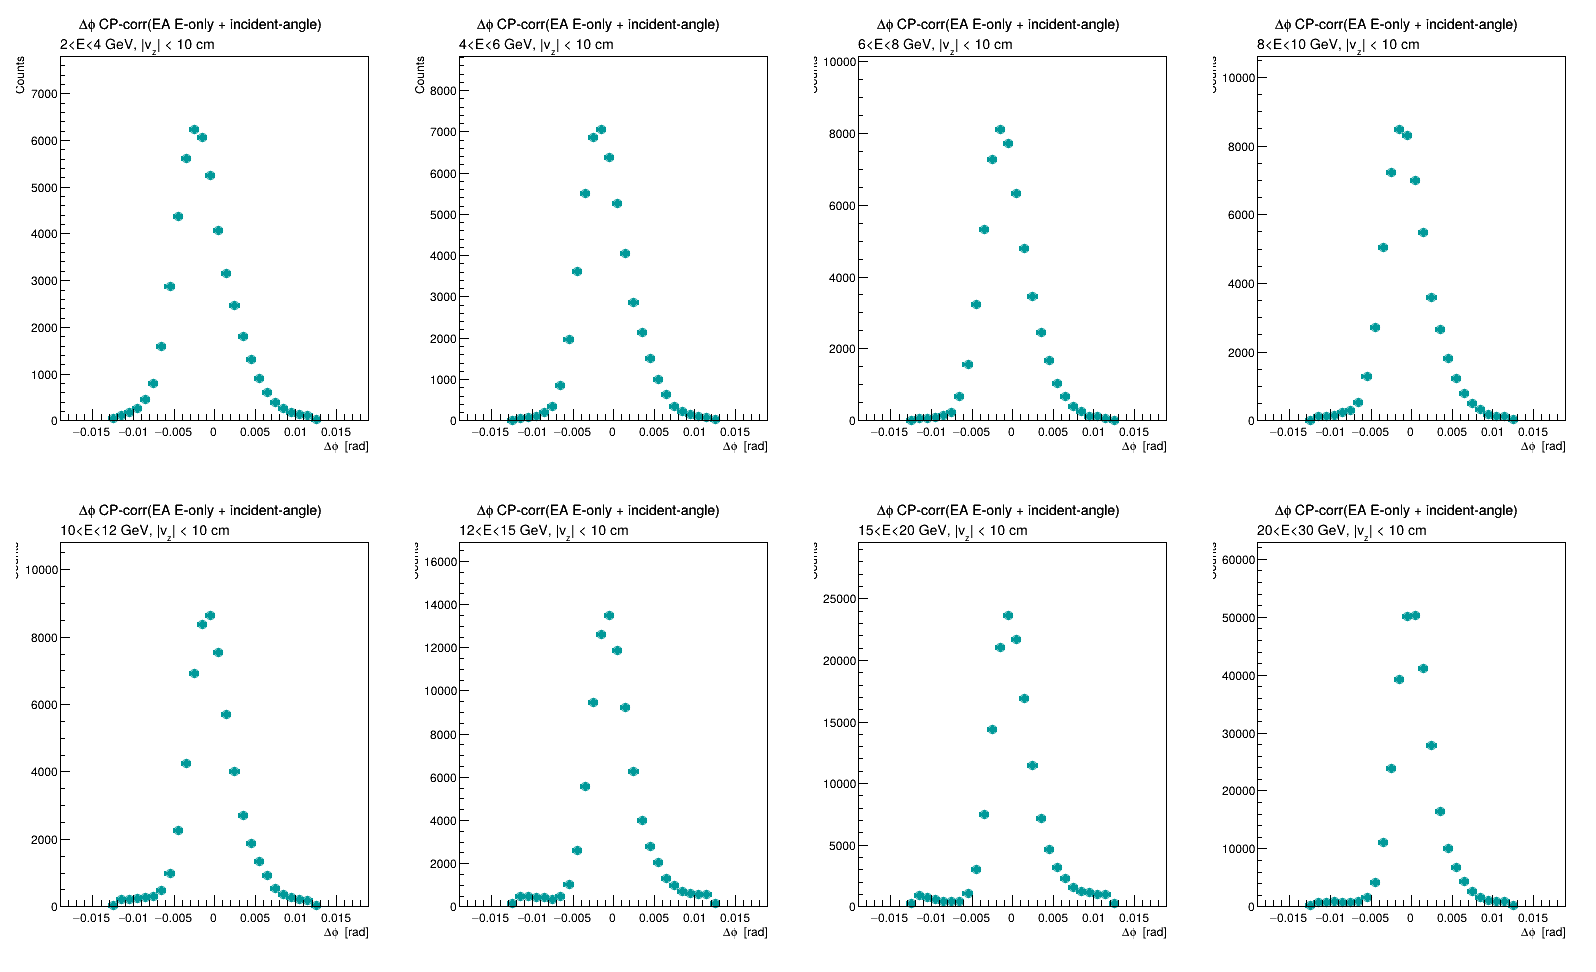 Δϕ CP-corr(EA E-only + incident-angle)
2<E<4 GeV, |v_z| < 10 cm
Counts
7000
6000
5000
4000
3000
2000
1000
0
−0.015 −0.01 −0.005 0 0.005 0.01 0.015
Δϕ [rad]
Δϕ CP-corr(EA E-only + incident-angle)
4<E<6 GeV, |v_z| < 10 cm
Counts
8000
7000
6000
5000
4000
3000
2000
1000
0
−0.015 −0.01 −0.005 0 0.005 0.01 0.015
Δϕ [rad]
Δϕ CP-corr(EA E-only + incident-angle)
6<E<8 GeV, |v_z| < 10 cm
Counts
10000
8000
6000
4000
2000
0
−0.015 −0.01 −0.005 0 0.005 0.01 0.015
Δϕ [rad]
Δϕ CP-corr(EA E-only + incident-angle)
8<E<10 GeV, |v_z| < 10 cm
10000
8000
6000
4000
2000
0
−0.015 −0.01 −0.005 0 0.005 0.01 0.015
Δϕ [rad]
Δϕ CP-corr(EA E-only + incident-angle)
10<E<12 GeV, |v_z| < 10 cm
10000
8000
6000
4000
2000
0
−0.015 −0.01 −0.005 0 0.005 0.01 0.015
Δϕ [rad]
Δϕ CP-corr(EA E-only + incident-angle)
12<E<15 GeV, |v_z| < 10 cm
16000
14000
12000
10000
8000
6000
4000
2000
0
−0.015 −0.01 −0.005 0 0.005 0.01 0.015
Δϕ [rad]
Δϕ CP-corr(EA E-only + incident-angle)
15<E<20 GeV, |v_z| < 10 cm
25000
20000
15000
10000
5000
0
−0.015 −0.01 −0.005 0 0.005 0.01 0.015
Δϕ [rad]
Δϕ CP-corr(EA E-only + incident-angle)
20<E<30 GeV, |v_z| < 10 cm
60000
50000
40000
30000
20000
10000
0
−0.015 −0.01 −0.005 0 0.005 0.01 0.015
Δϕ [rad]